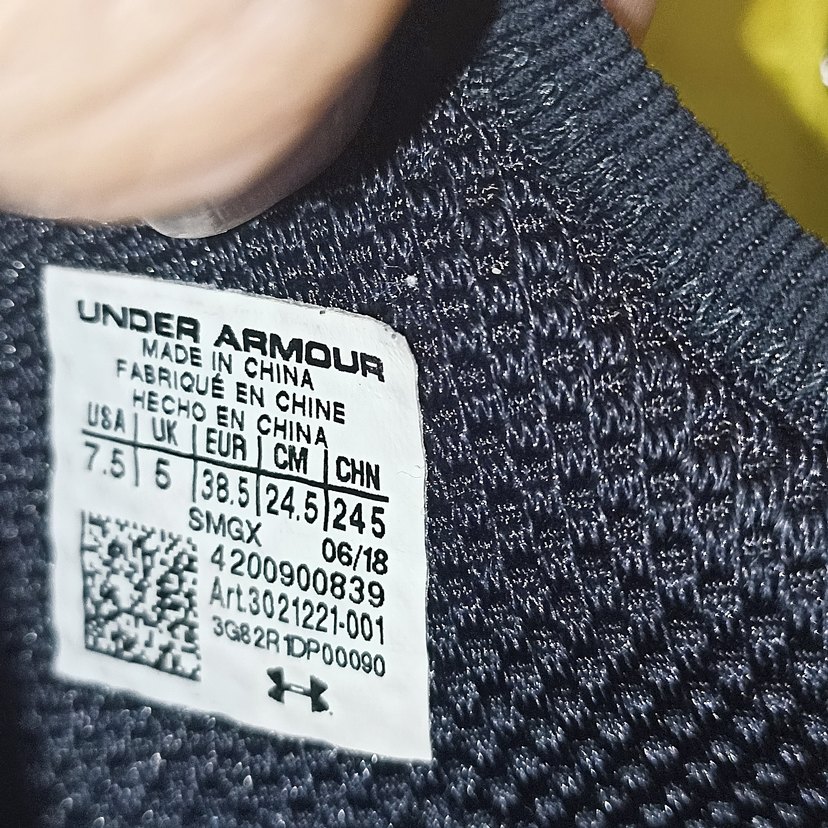 UNDER ARMOUR
MADE IN CHINA
FABRIQUÉ EN CHINE
HECHO EN CHINA
USA UK EUR CM CHN
7.5 5 38.5 24.5 245
SMGX 06/18
4200900839
Art.3021221-001
3G82R1DP00090